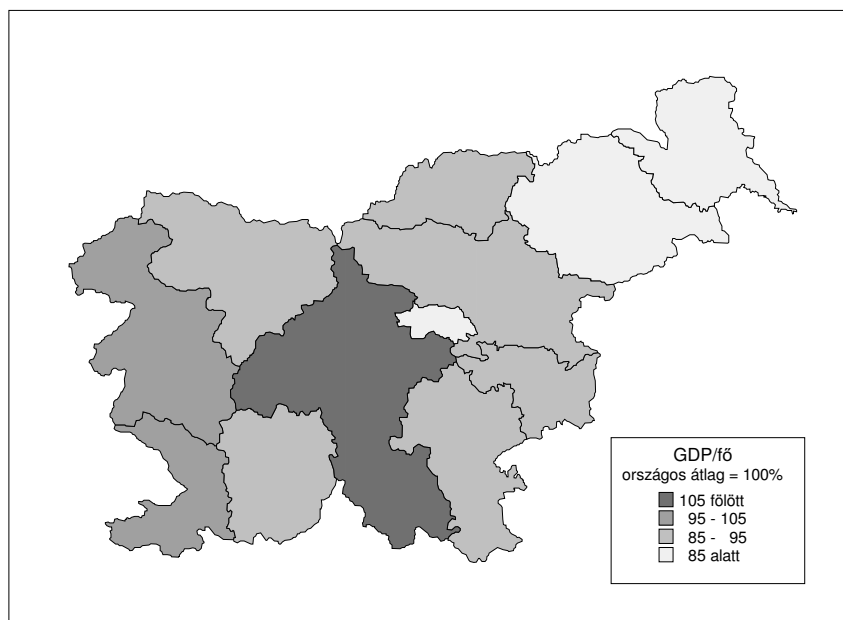 GDP/fő
országos átlag = 100%
105 fölött
95 - 105
85 - 95
85 alatt